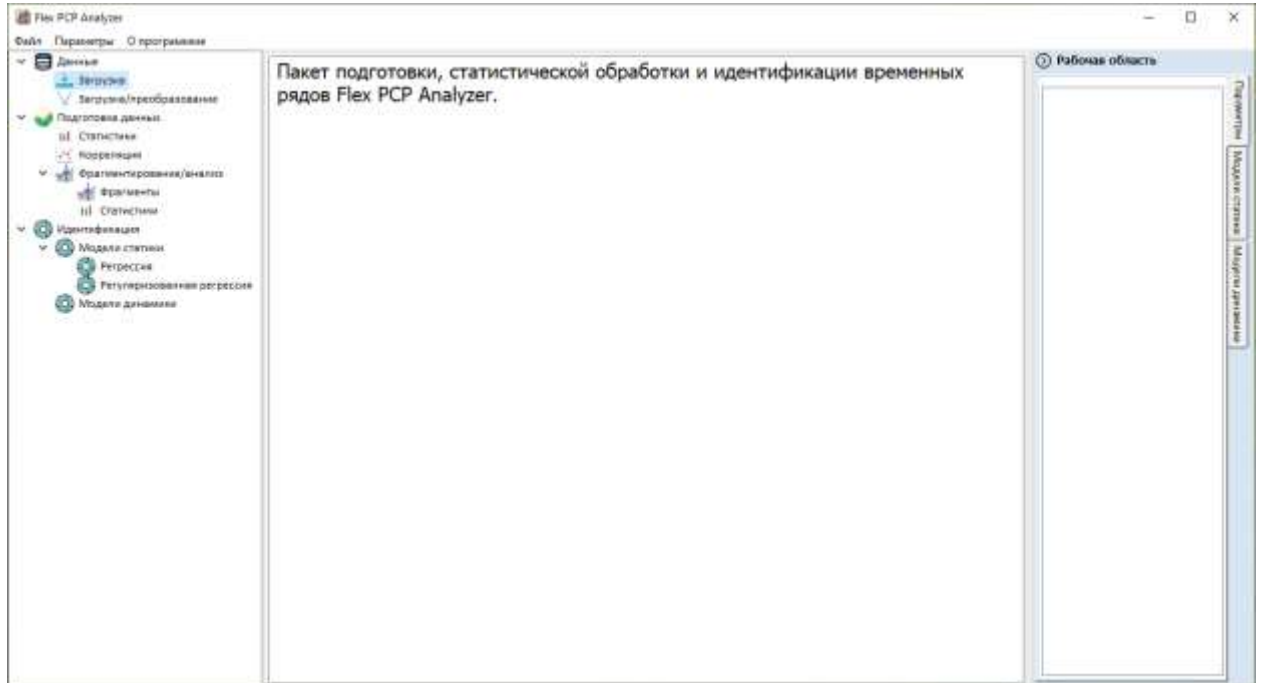 Flex PCP Analyzer
Файл Параметры О программе
Данные
Загрузка
Загрузка/преобразование
Подготовка данных
Статистики
Корреляция
Фрагментирование/анализ
Фрагменты
Статистики
Идентификация
Модели статики
Регрессия
Регуляризованная регрессия
Модели динамики
Пакет подготовки, статистической обработки и идентификации временных
рядов Flex PCP Analyzer.
Рабочая область
Параметры
Модели статики
Модели динамики